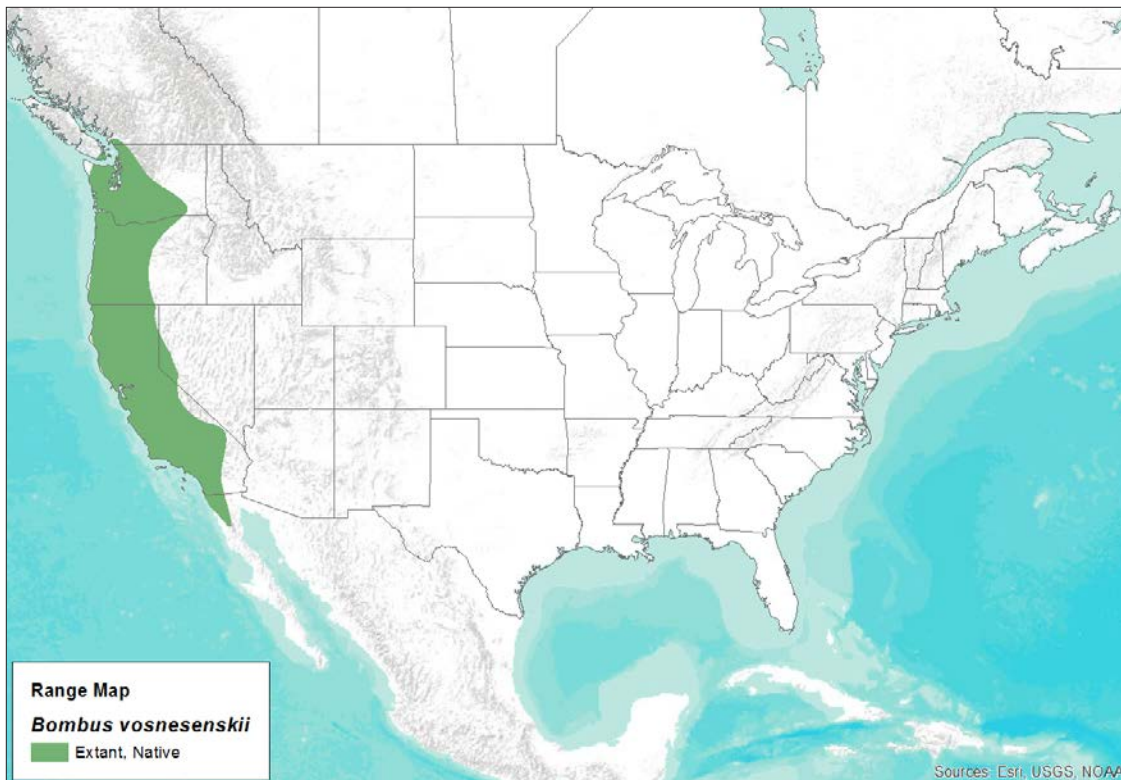 Range Map
Bombus vosnesenskii
Extant, Native
Sources: Esri, USGS, NOAA